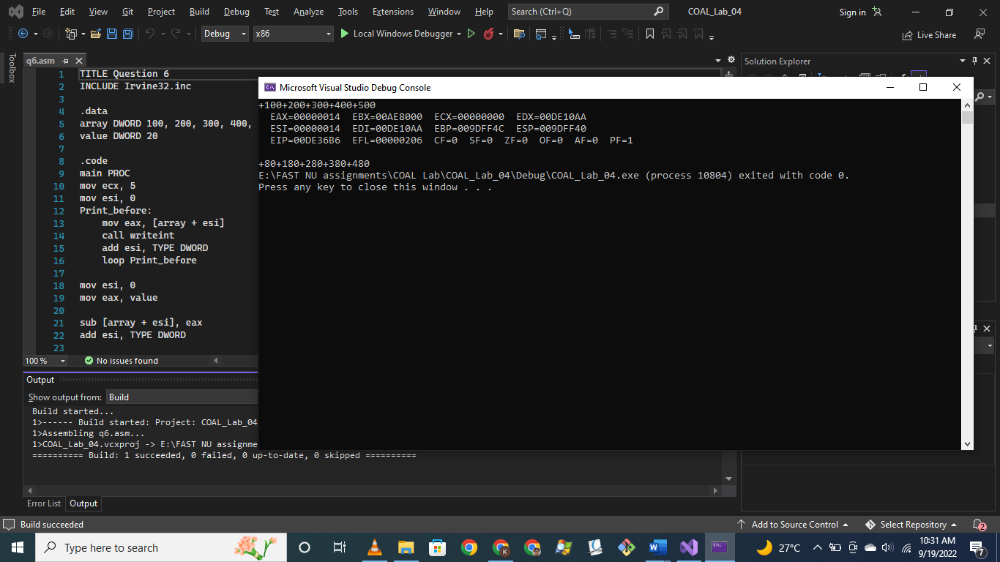 File Edit View Git Project Build Debug Test Analyze Tools Extensions Window Help Search (Ctrl+Q) COAL_Lab_04 Sign in
Debug x86 Local Windows Debugger Live Share
Toolbox
q6.asm
Solution Explorer
1 TITLE Question 6
2 INCLUDE Irvine32.inc
3
4 .data
5 array DWORD 100, 200, 300, 400,
6 value DWORD 20
7
8 .code
9 main PROC
10 mov ecx, 5
11 mov esi, 0
12 Print_before:
13 mov eax, [array + esi]
14 call writeint
15 add esi, TYPE DWORD
16 loop Print_before
17
18 mov esi, 0
19 mov eax, value
20
21 sub [array + esi], eax
22 add esi, TYPE DWORD
23
100 % No issues found
Microsoft Visual Studio Debug Console
+100+200+300+400+500
EAX=00000014 EBX=00AE8000 ECX=00000000 EDX=00DE10AA
ESI=00000014 EDI=00DE10AA EBP=009DFF4C ESP=009DFF40
EIP=00DE36B6 EFL=00000206 CF=0 SF=0 ZF=0 OF=0 AF=0 PF=1
+80+180+280+380+480
E:\FAST NU assignments\COAL Lab\COAL_Lab_04\Debug\COAL_Lab_04.exe (process 10804) exited with code 0.
Press any key to close this window . . .
Output
Show output from: Build
Build started...
1>------ Build started: Project: COAL_Lab_04
1>Assembling q6.asm...
1>COAL_Lab_04.vcxproj -> E:\FAST NU assignme
========== Build: 1 succeeded, 0 failed, 0 up-to-date, 0 skipped ==========
Error List Output
Build succeeded Add to Source Control Select Repository 2
Type here to search K W 27°C 10:31 AM
9/19/2022 7